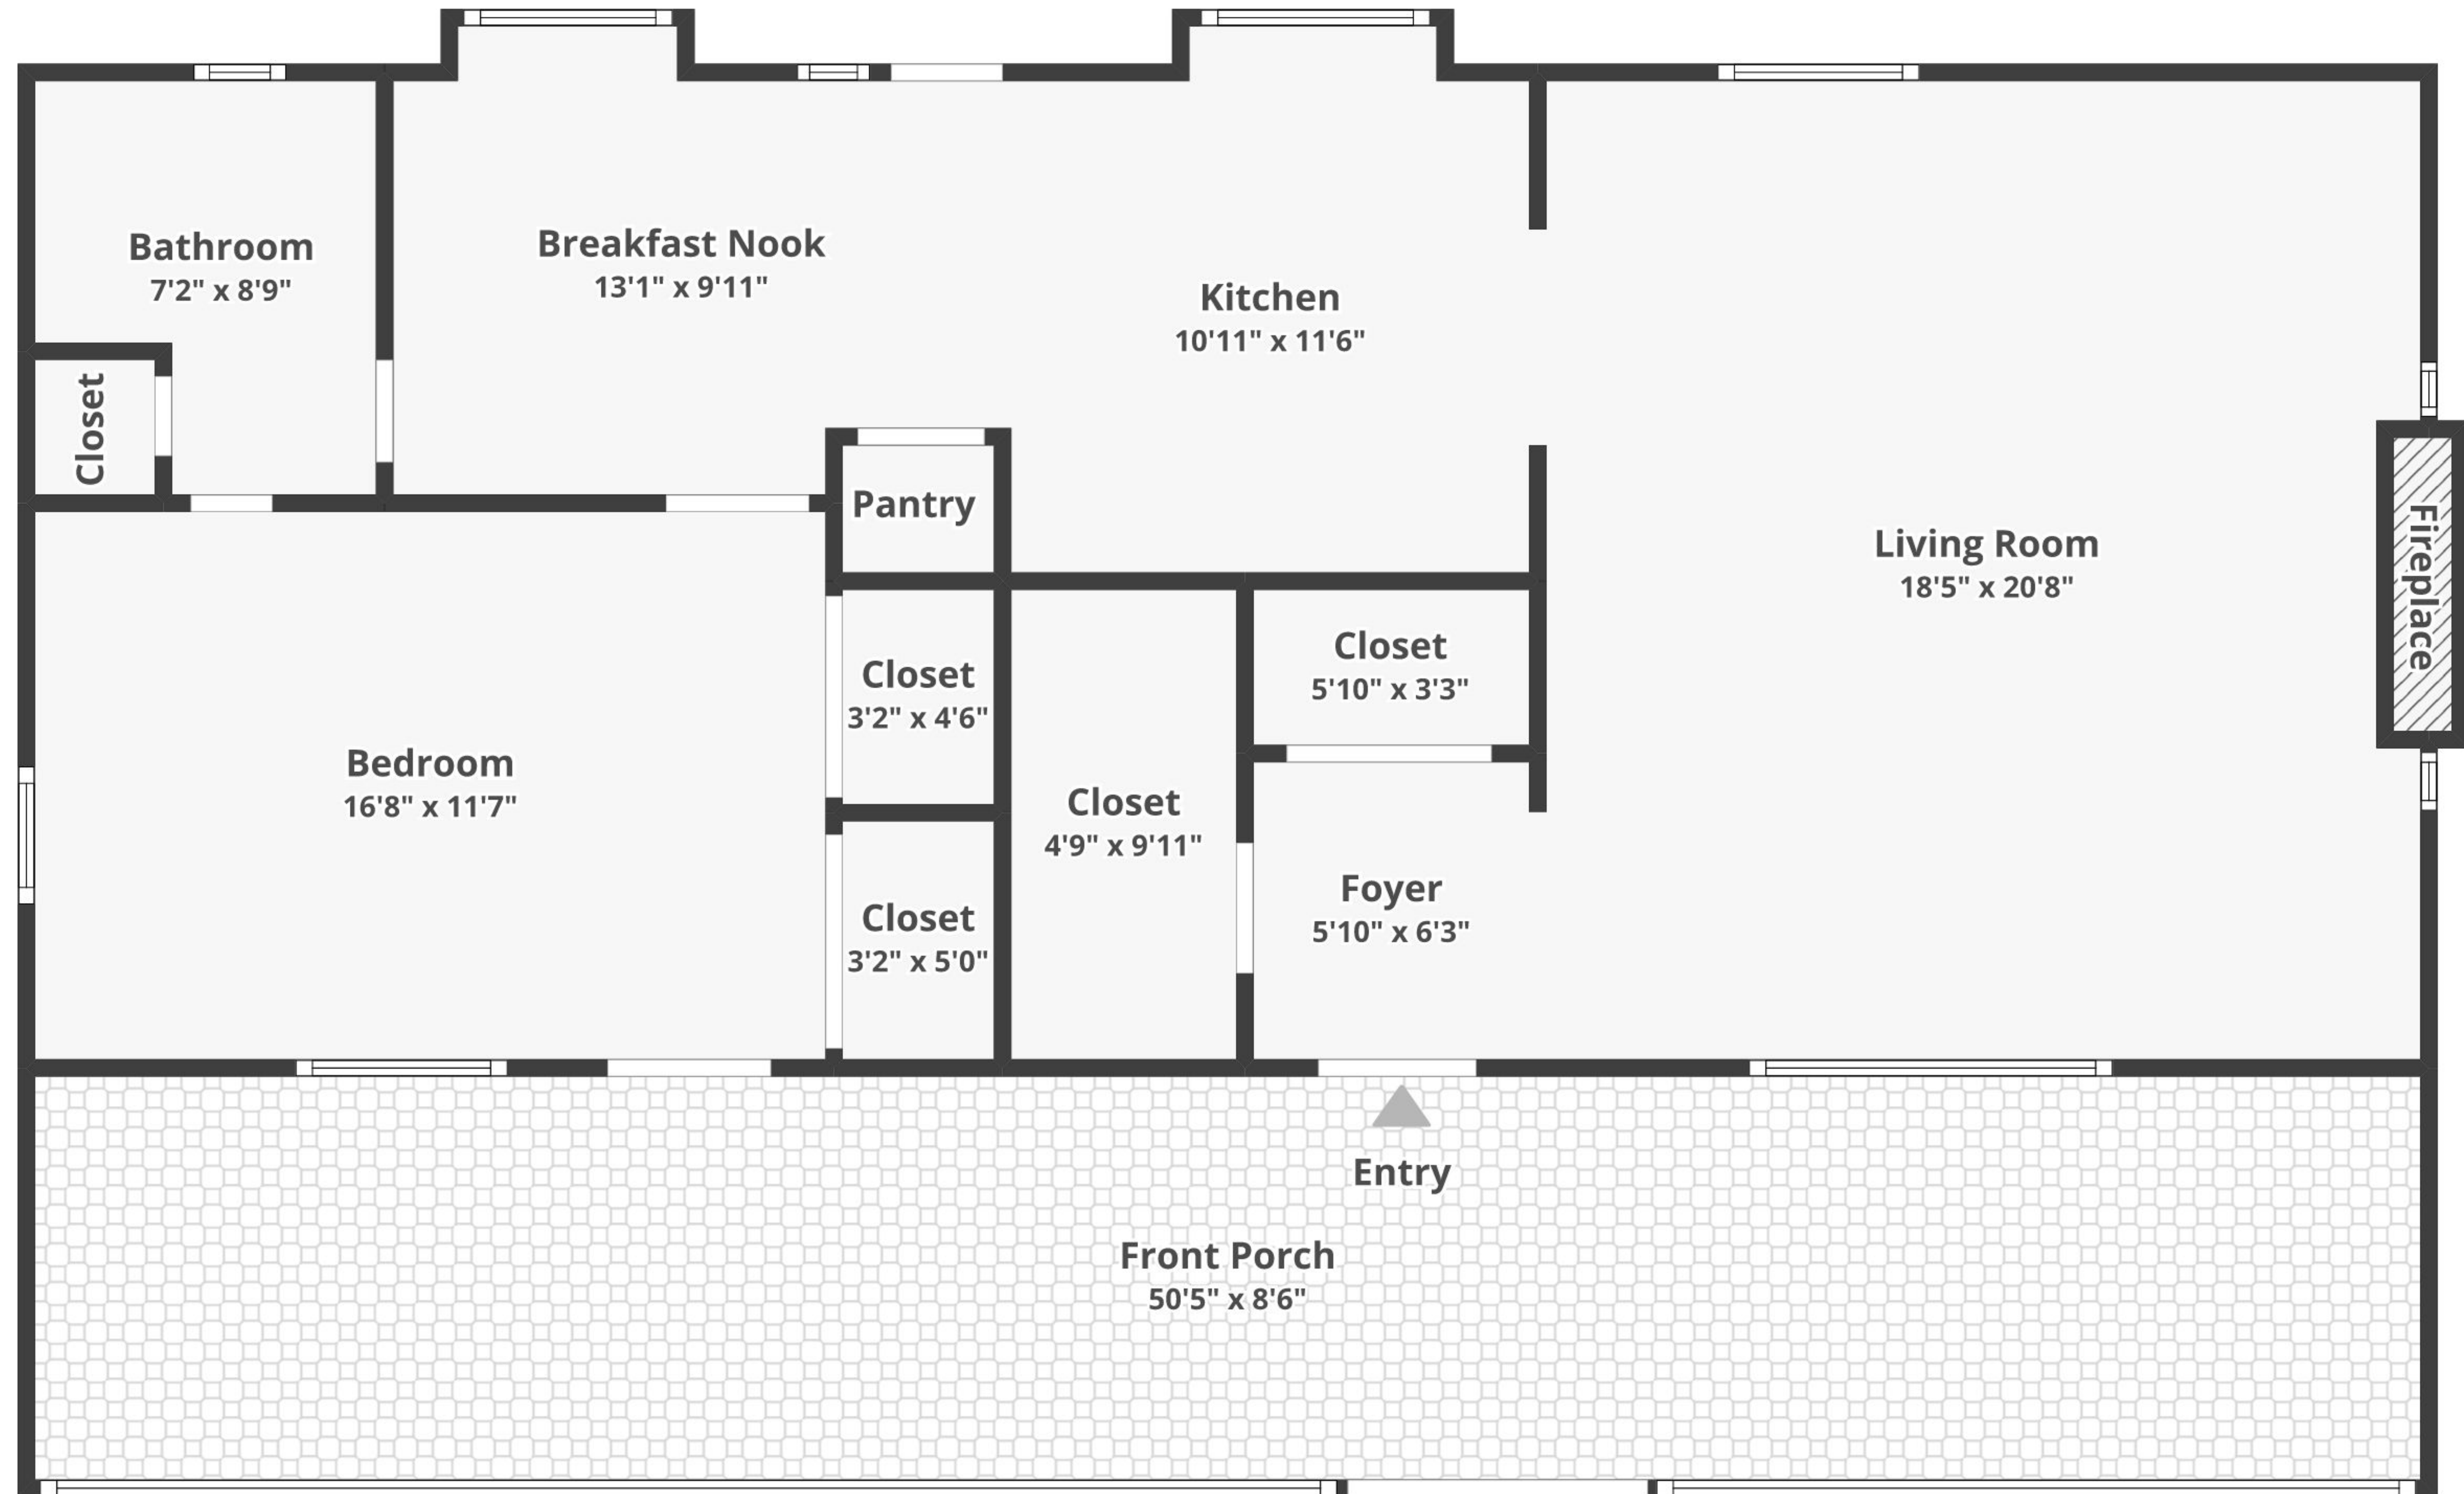 Bathroom
7'2" x 8'9"
Breakfast Nook
13'1" x 9'11"
Kitchen
10'11" x 11'6"
Closet
Pantry
Living Room
18'5" x 20'8"
Fireplace
Closet
3'2" x 4'6"
Closet
5'10" x 3'3"
Bedroom
16'8" x 11'7"
Closet
4'9" x 9'11"
Foyer
5'10" x 6'3"
Closet
3'2" x 5'0"
Entry
Front Porch
50'5" x 8'6"